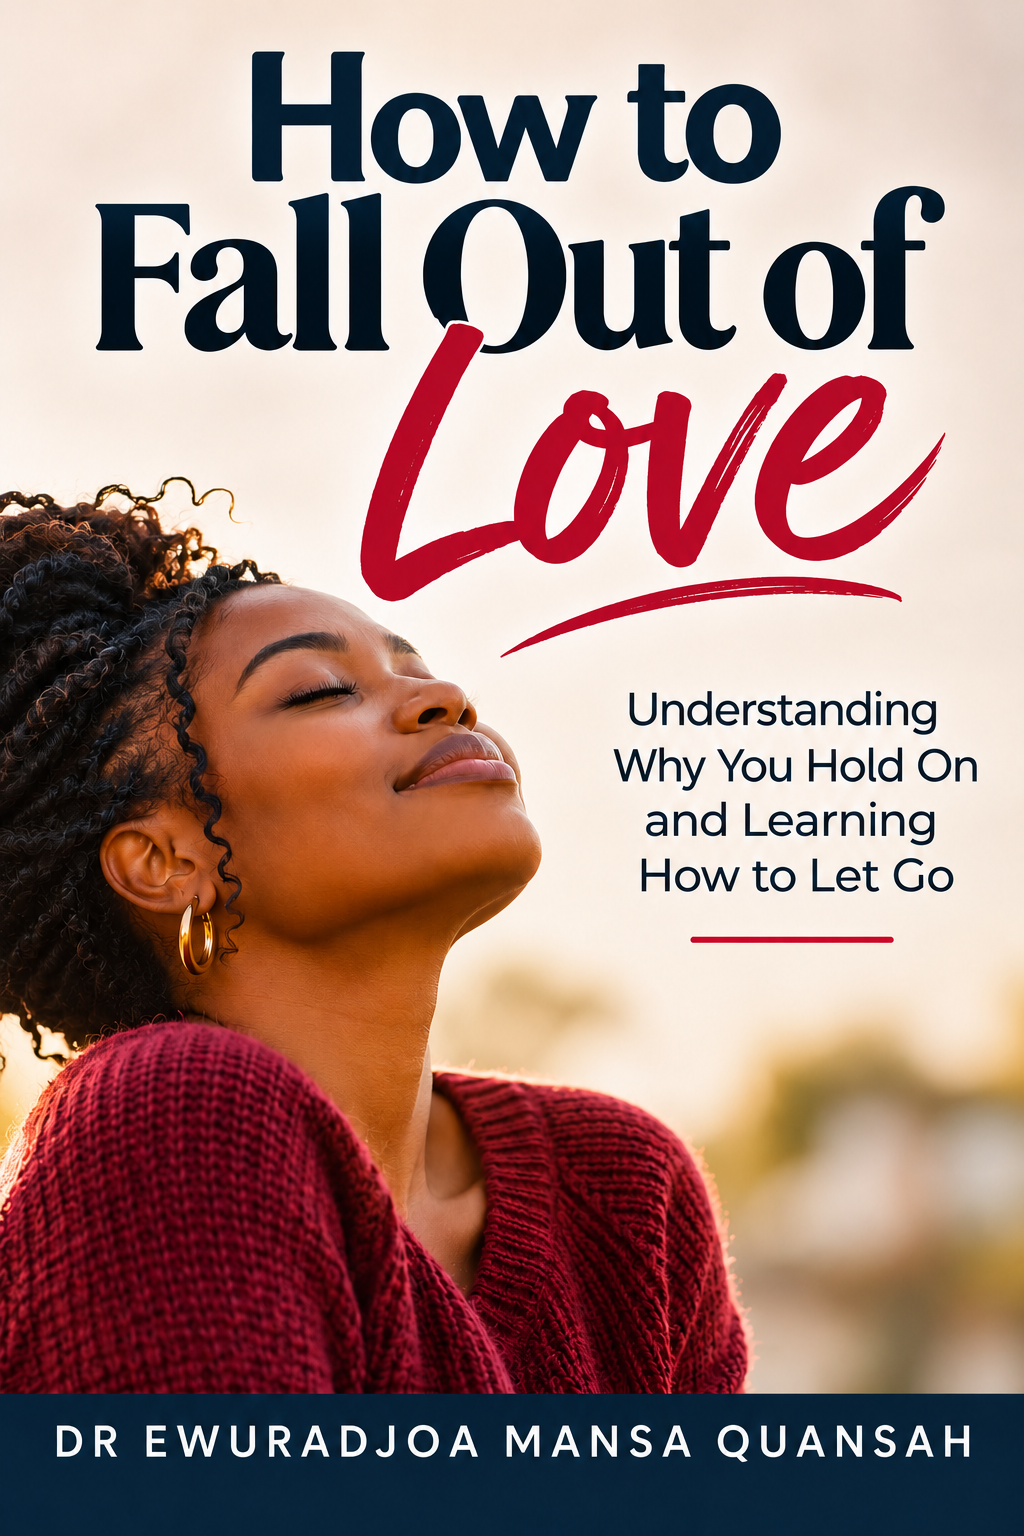 How to
Fall Out of
Love
Understanding
Why You Hold On
and Learning
How to Let Go
DR EWURADJOA MANSA QUANSAH